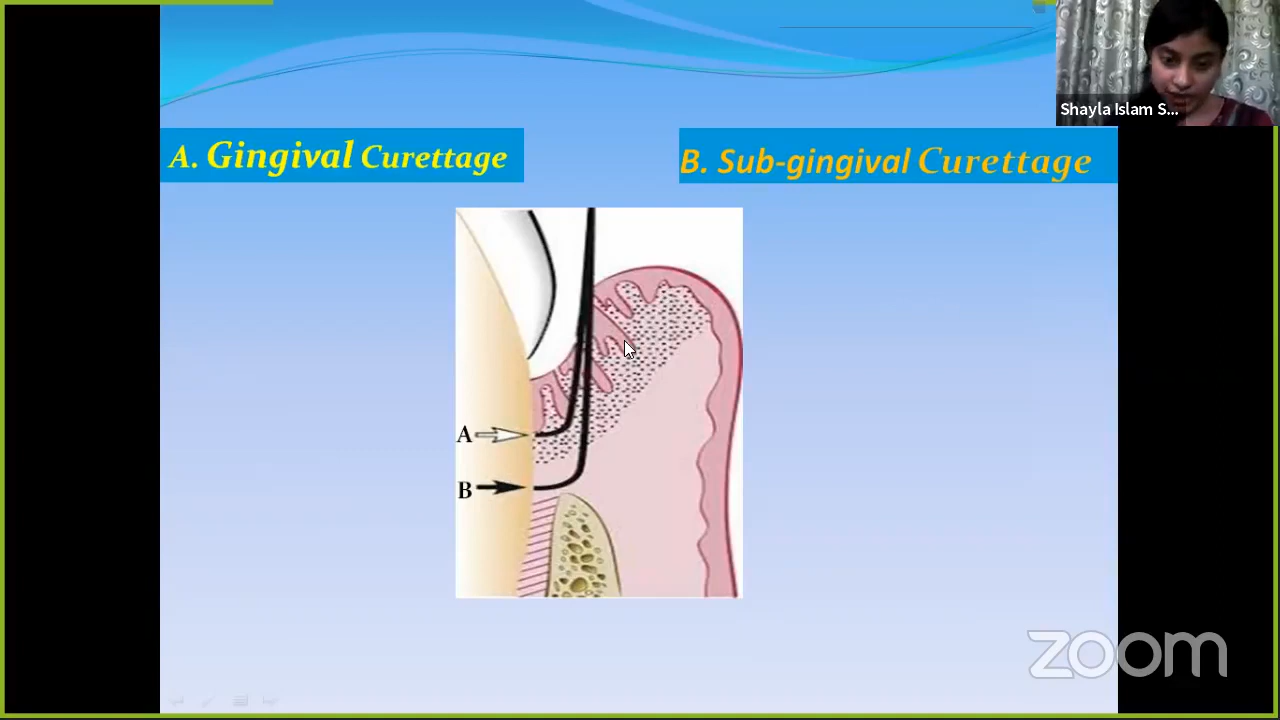 Shayla Islam S...
A. Gingival Curettage
B. Sub-gingival Curettage
A
B
zoom